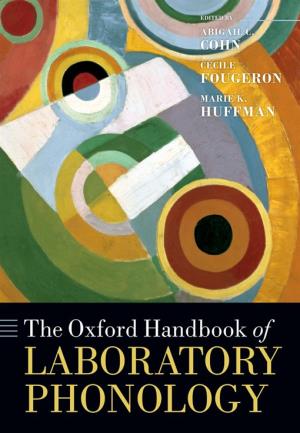 EDITED BY
ABIGAIL C.
COHN
CÉCILE
FOUGERON
MARIE K.
HUFFMAN
The Oxford Handbook of
LABORATORY
PHONOLOGY